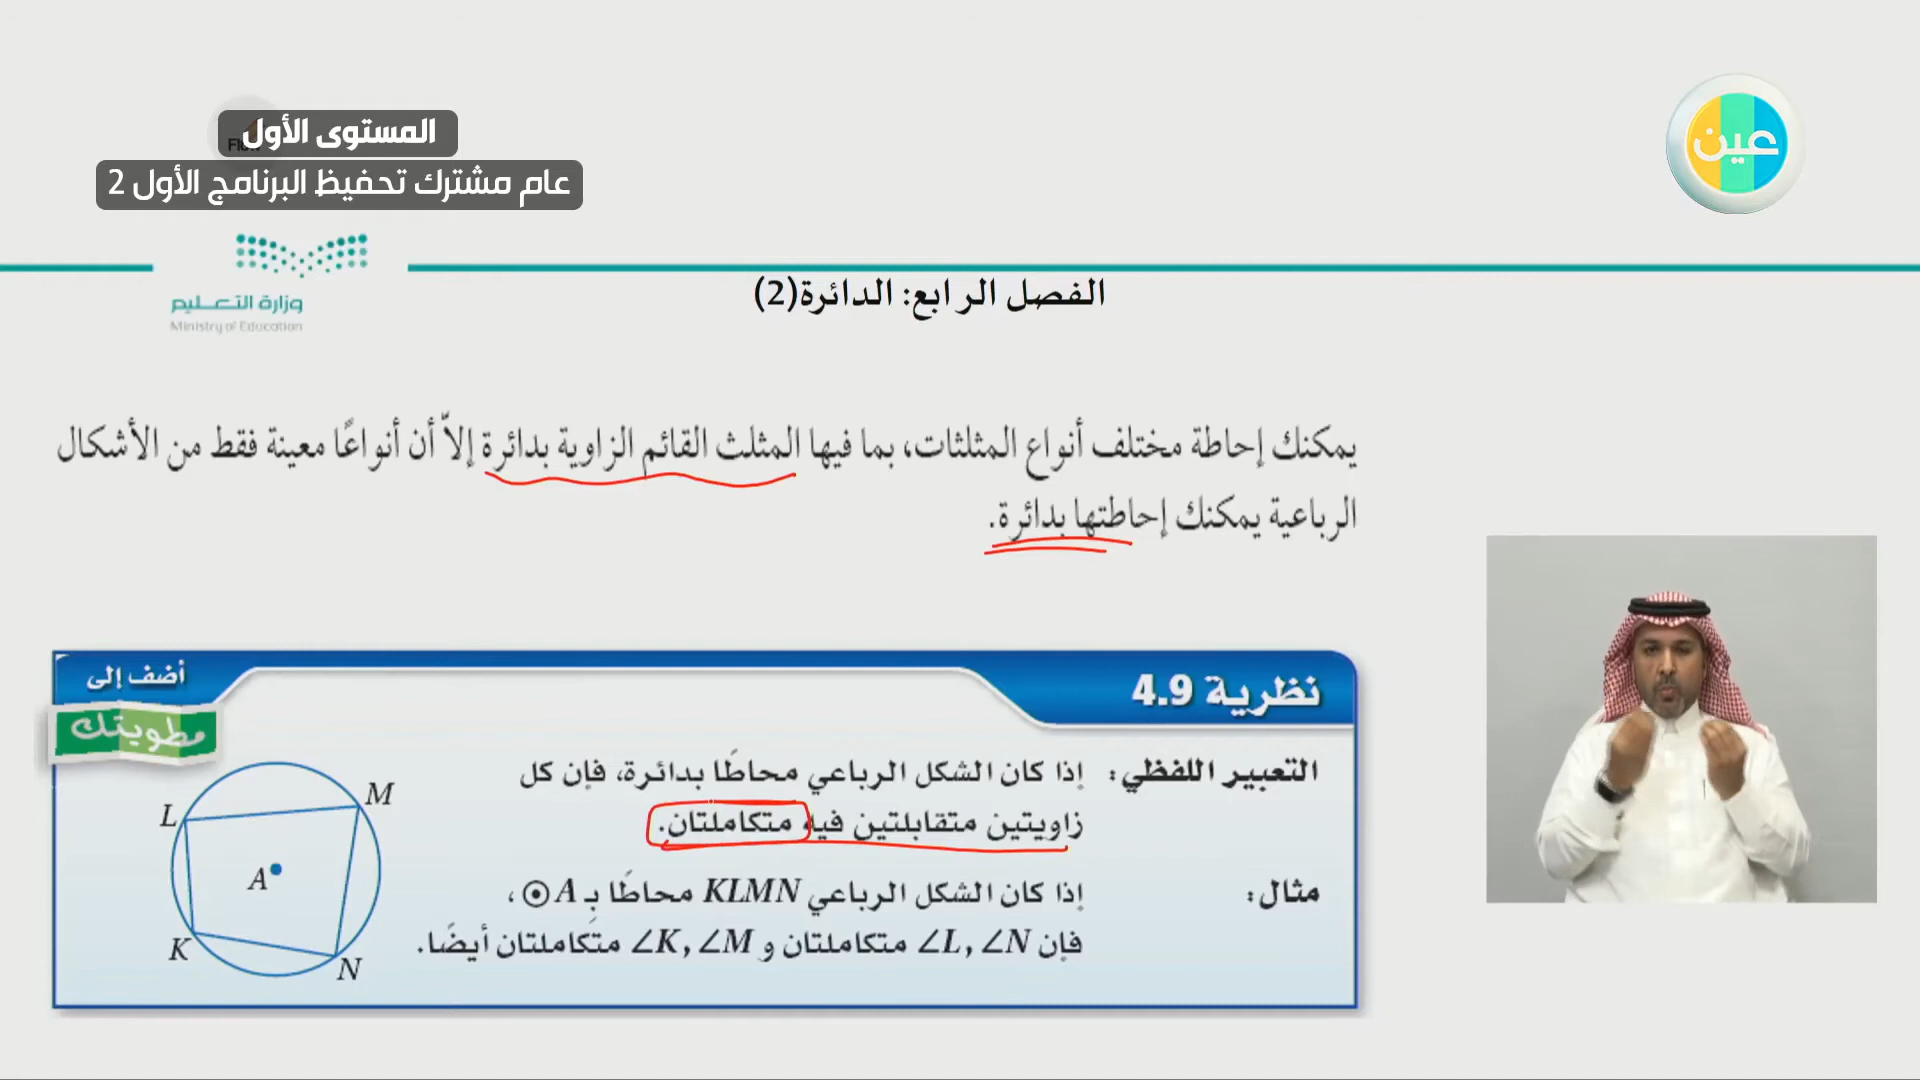 المستوى الأول
عام مشترك تحفيظ البرنامج الأول 2
عين
وزارة التعليم
Ministry of Education
الفصل الرابع: الدائرة(2)
يمكنك إحاطة مختلف أنواع المثلثات، بما فيها المثلث القائم الزاوية بدائرة إلاّ أن أنواعًا معينة فقط من الأشكال
الرباعية يمكنك إحاطتها بدائرة.
نظرية 4.9
أضف إلى
مطويتك
التعبير اللفظي: إذا كان الشكل الرباعي محاطًا بدائرة، فإن كل
زاويتين متقابلتين فيه متكاملتان.
مثال: إذا كان الشكل الرباعي KLMN محاطًا بِـ ⊙A ،
فإن ∠L, ∠N متكاملتان و ∠K, ∠M متكاملتان أيضًا.
L
M
A
K
N